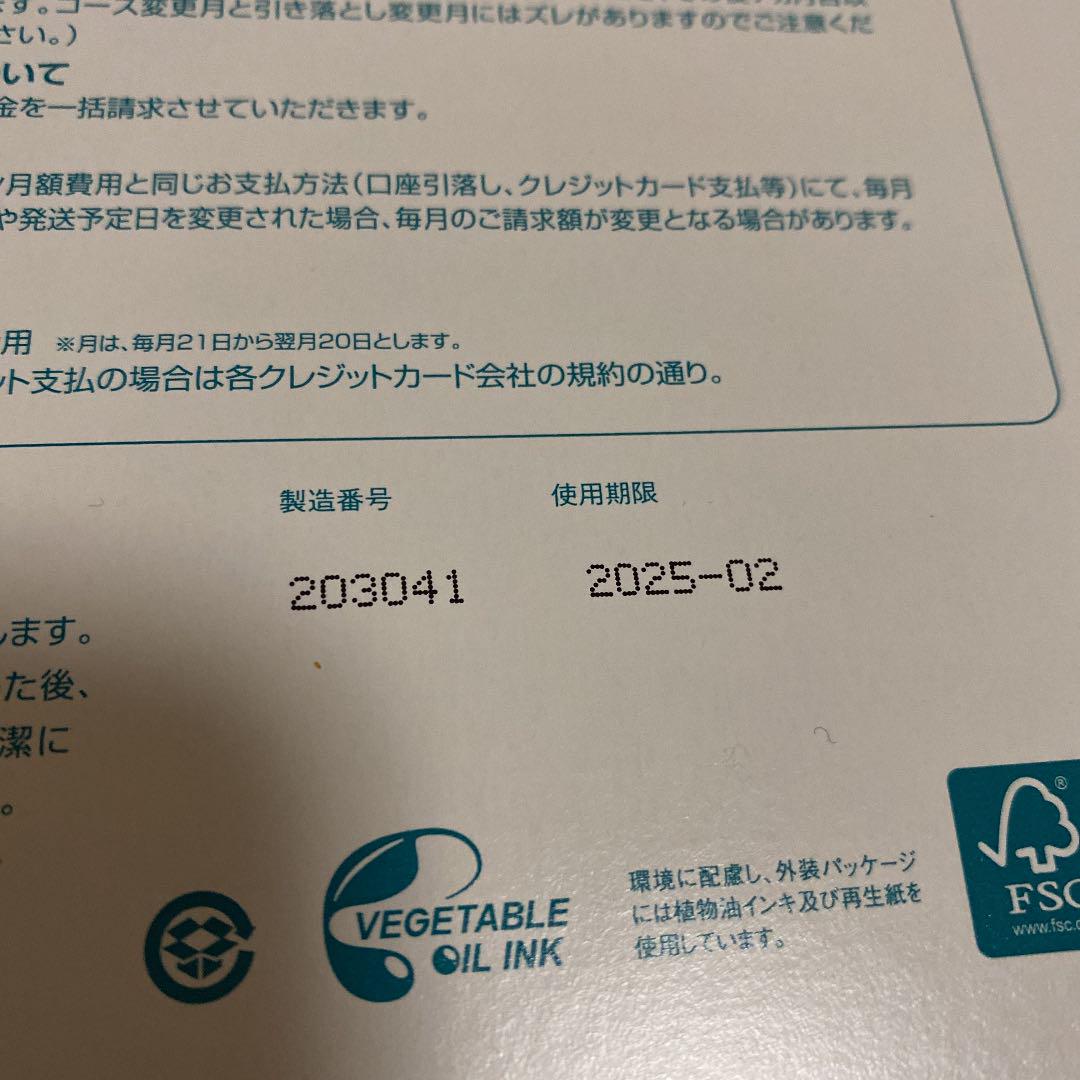 す。コース変更月と引き落とし変更月にはズレがありますのでご注意くだ
さい。）
いて
金を一括請求させていただきます。
月額費用と同じお支払方法（口座引落し、クレジットカード支払等）にて、毎月
や発送予定日を変更された場合、毎月のご請求額が変更となる場合があります。
用 ※月は、毎月21日から翌月20日とします。
ット支払の場合は各クレジットカード会社の規約の通り。
製造番号 使用期限
203041 2025-02
します。
た後、
潔に
。
VEGETABLE
OIL INK
環境に配慮し、外装パッケージ
には植物油インキ及び再生紙を
使用しています。
®
FSC
www.fsc.o